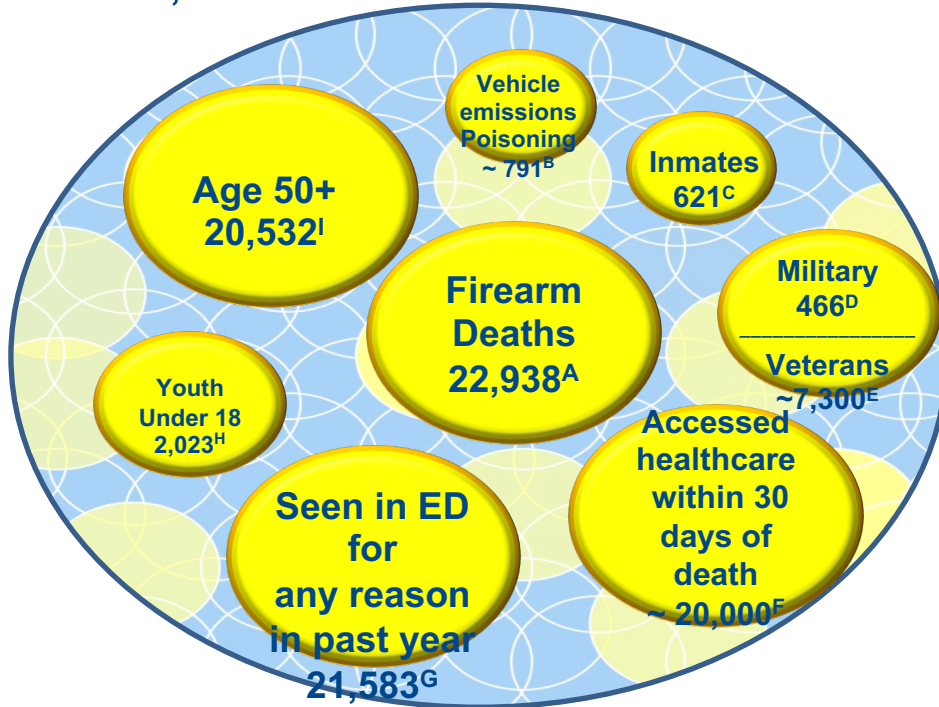 Vehicle
emissions
Poisoning
~ 791ᴮ
Inmates
621ꟲ
Age 50+
20,532ᴵ
Firearm
Deaths
22,938ᴬ
Military
466ᴰ
Veterans
~7,300ᴱ
Youth
Under 18
2,023ᴴ
Accessed
healthcare
within 30
days of
death
~ 20,000ᶠ
Seen in ED
for
any reason
in past year
21,583ᴳ